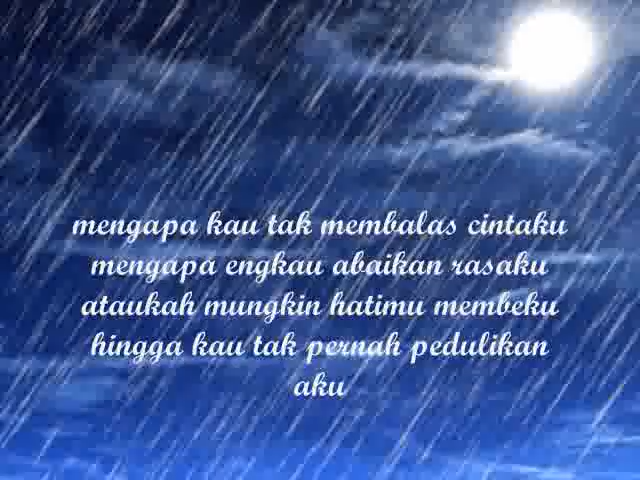 mengapa kau tak membalas cintaku
mengapa engkau abaikan rasaku
ataukah mungkin hatimu membeku
hingga kau tak pernah pedulikan
aku